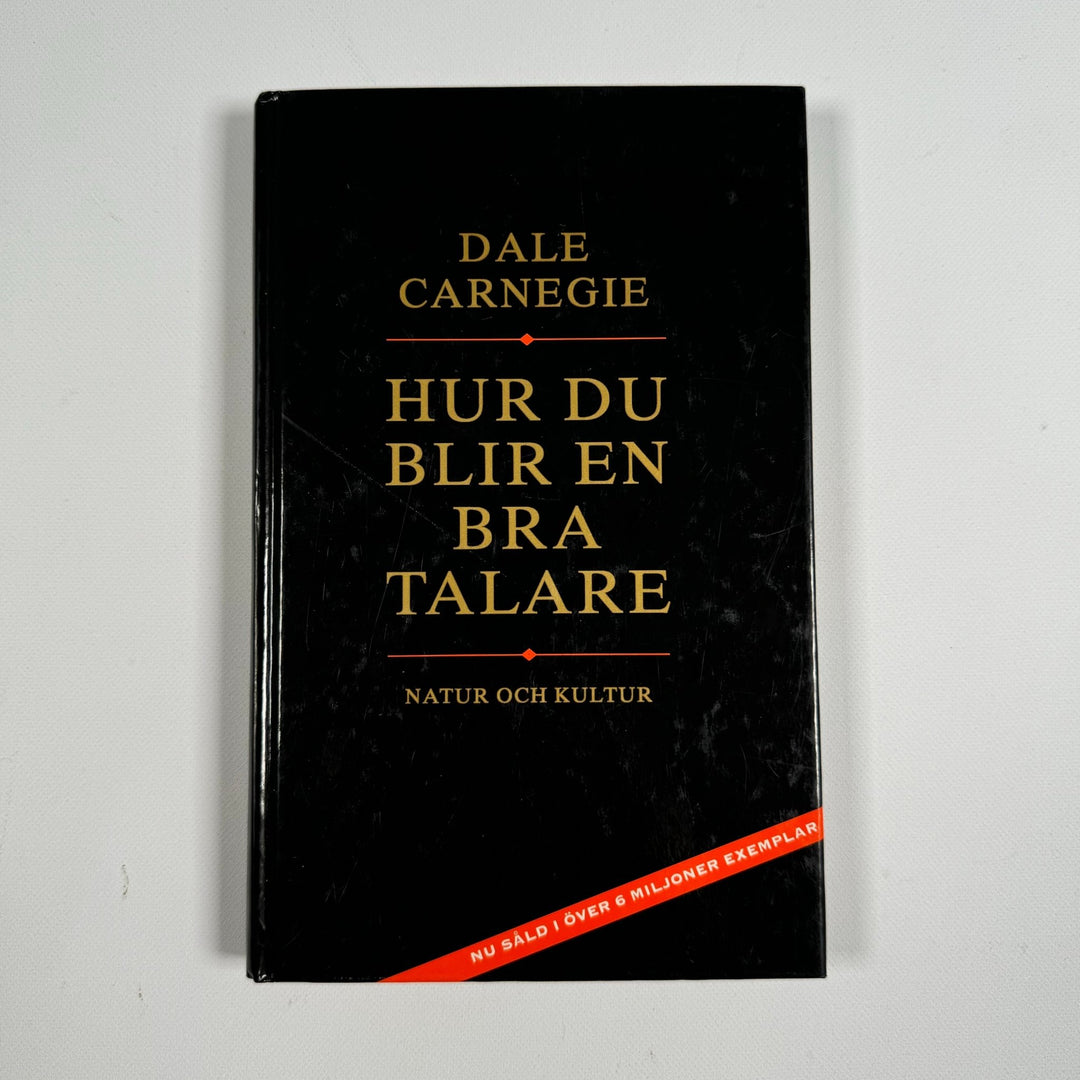 DALE
CARNEGIE
HUR DU
BLIR EN
BRA
TALARE
NATUR OCH KULTUR
NU SÅLD I ÖVER 6 MILJONER EXEMPLAR